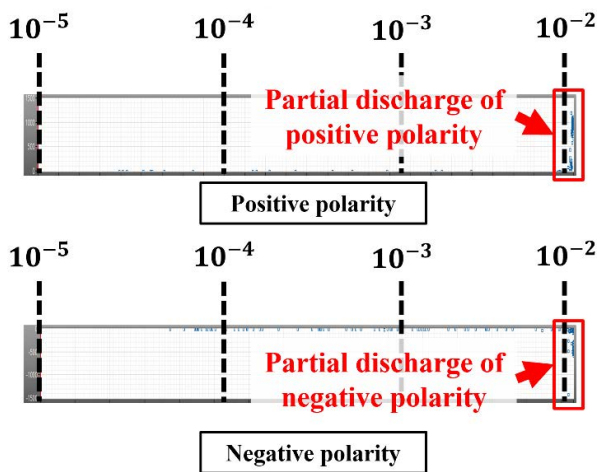 10⁻⁵ 10⁻⁴ 10⁻³ 10⁻²
Partial discharge of
positive polarity
Positive polarity
10⁻⁵ 10⁻⁴ 10⁻³ 10⁻²
Partial discharge of
negative polarity
Negative polarity